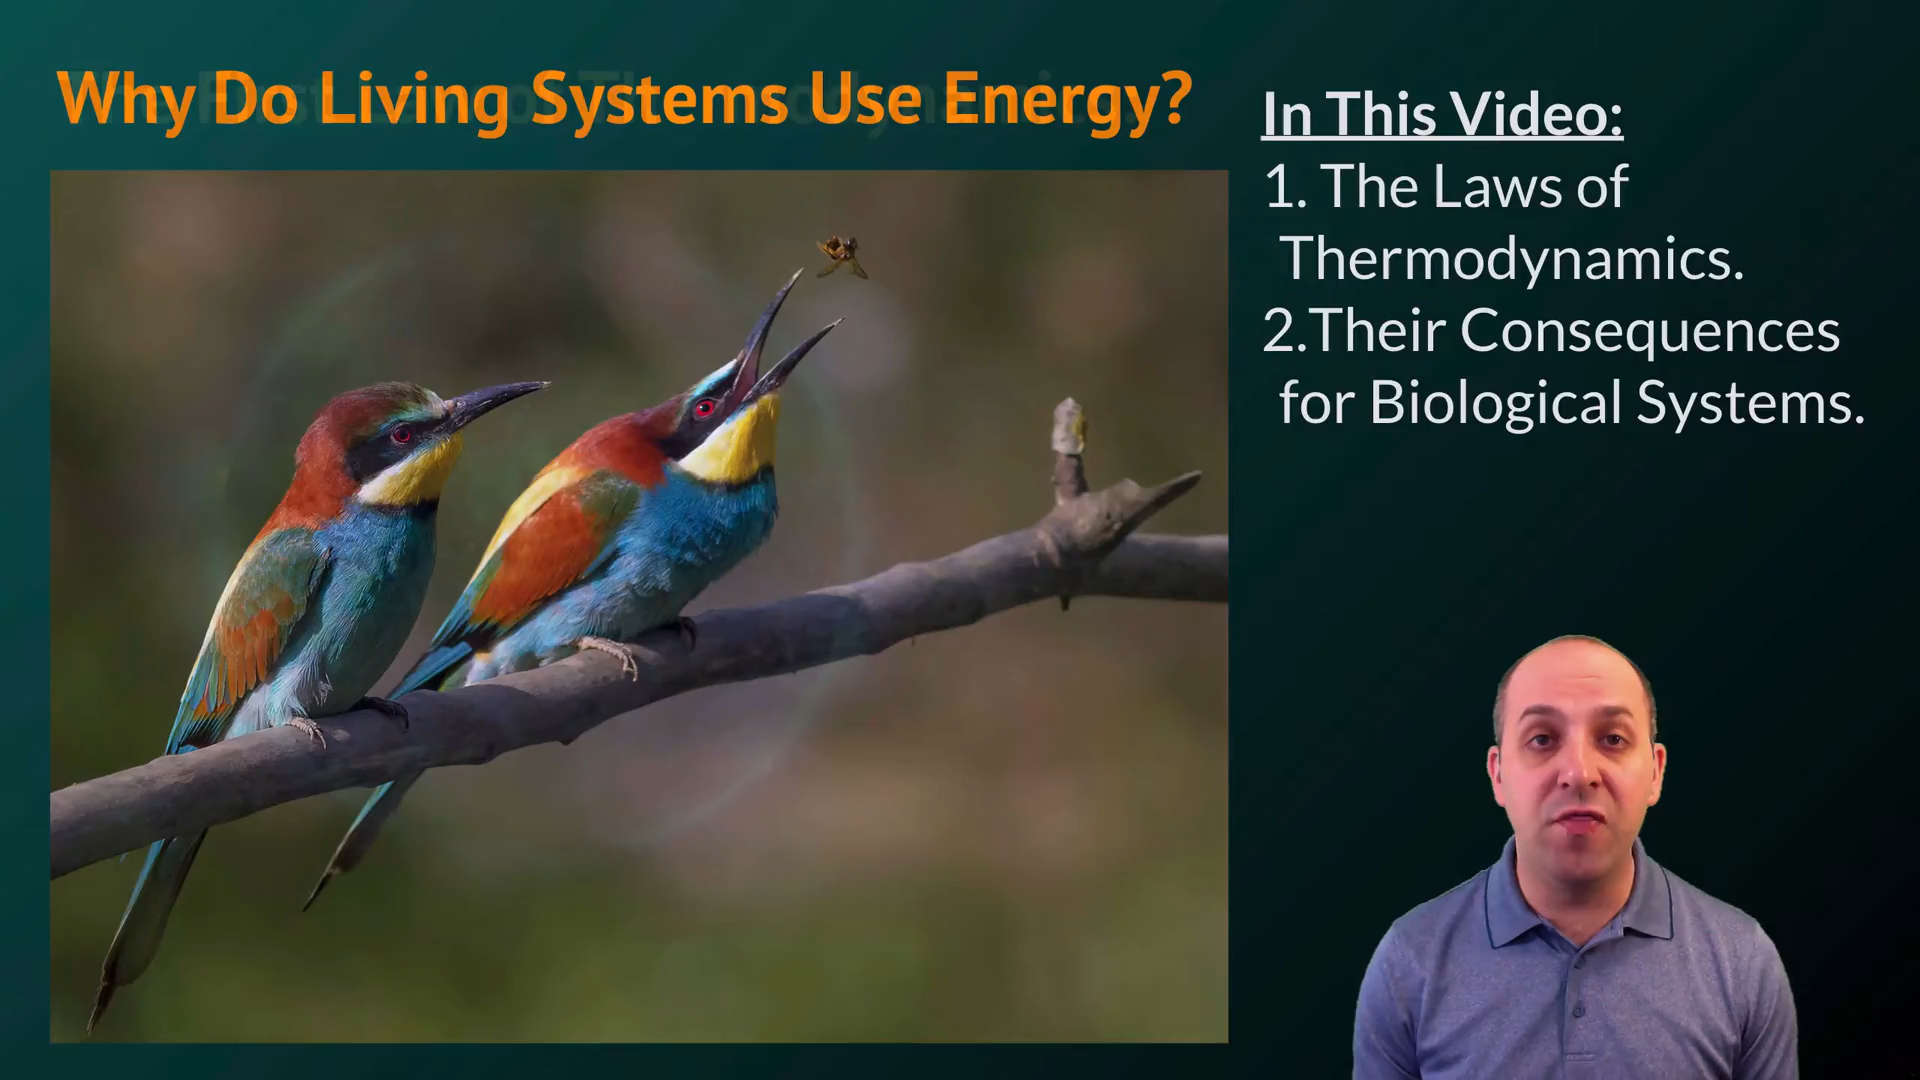 Why Do Living Systems Use Energy?
In This Video:
1. The Laws of
Thermodynamics.
2.Their Consequences
for Biological Systems.